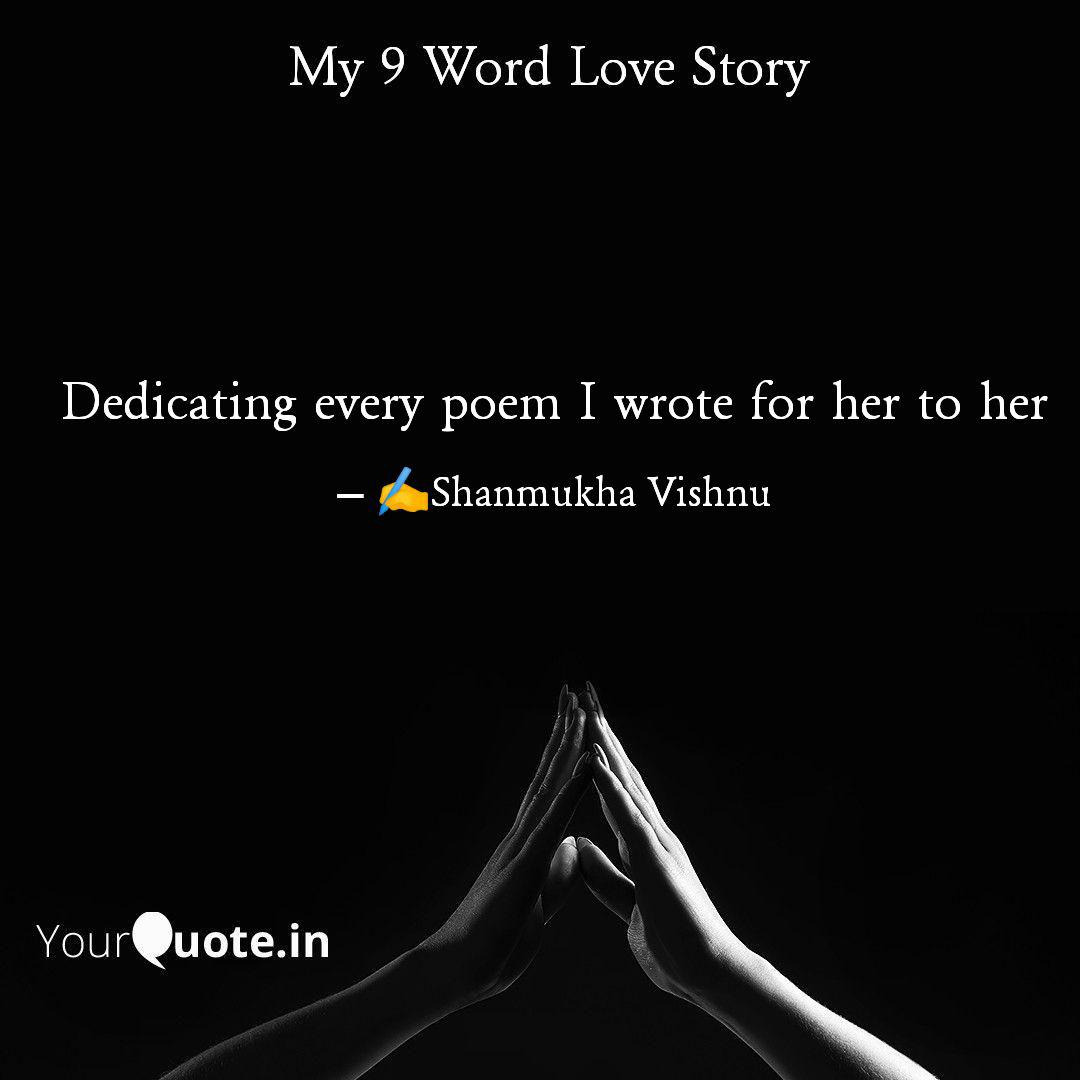 My 9 Word Love Story
Dedicating every poem I wrote for her to her
– ✍️Shanmukha Vishnu
YourQuote.in